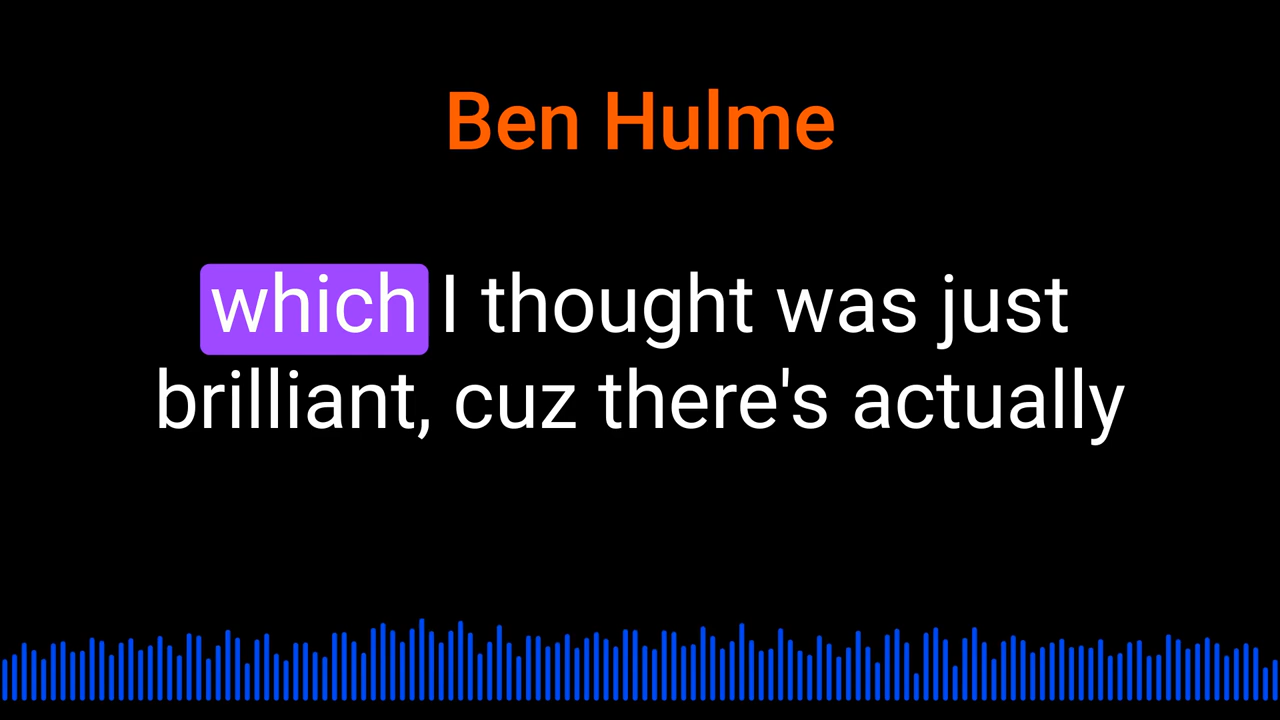 Ben Hulme
which I thought was just
brilliant, cuz there's actually